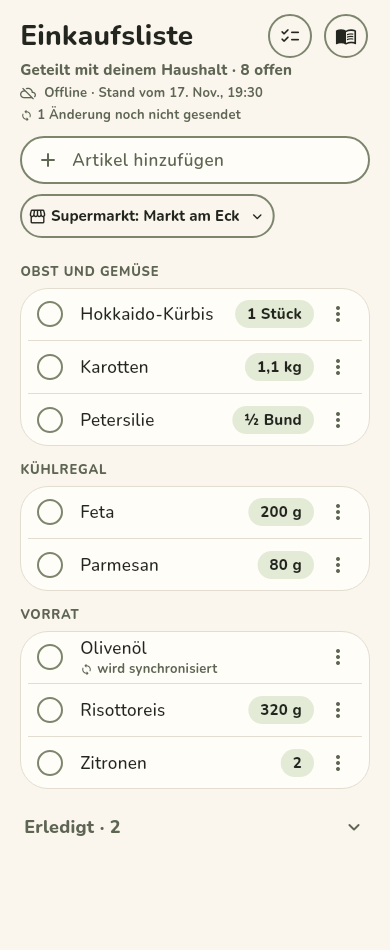 Einkaufsliste
Geteilt mit deinem Haushalt · 8 offen
Offline · Stand vom 17. Nov., 19:30
1 Änderung noch nicht gesendet
Artikel hinzufügen
Supermarkt: Markt am Eck
OBST UND GEMÜSE
Hokkaido-Kürbis 1 Stück
Karotten 1,1 kg
Petersilie ½ Bund
KÜHLREGAL
Feta 200 g
Parmesan 80 g
VORRAT
Olivenöl
wird synchronisiert
Risottoreis 320 g
Zitronen 2
Erledigt · 2